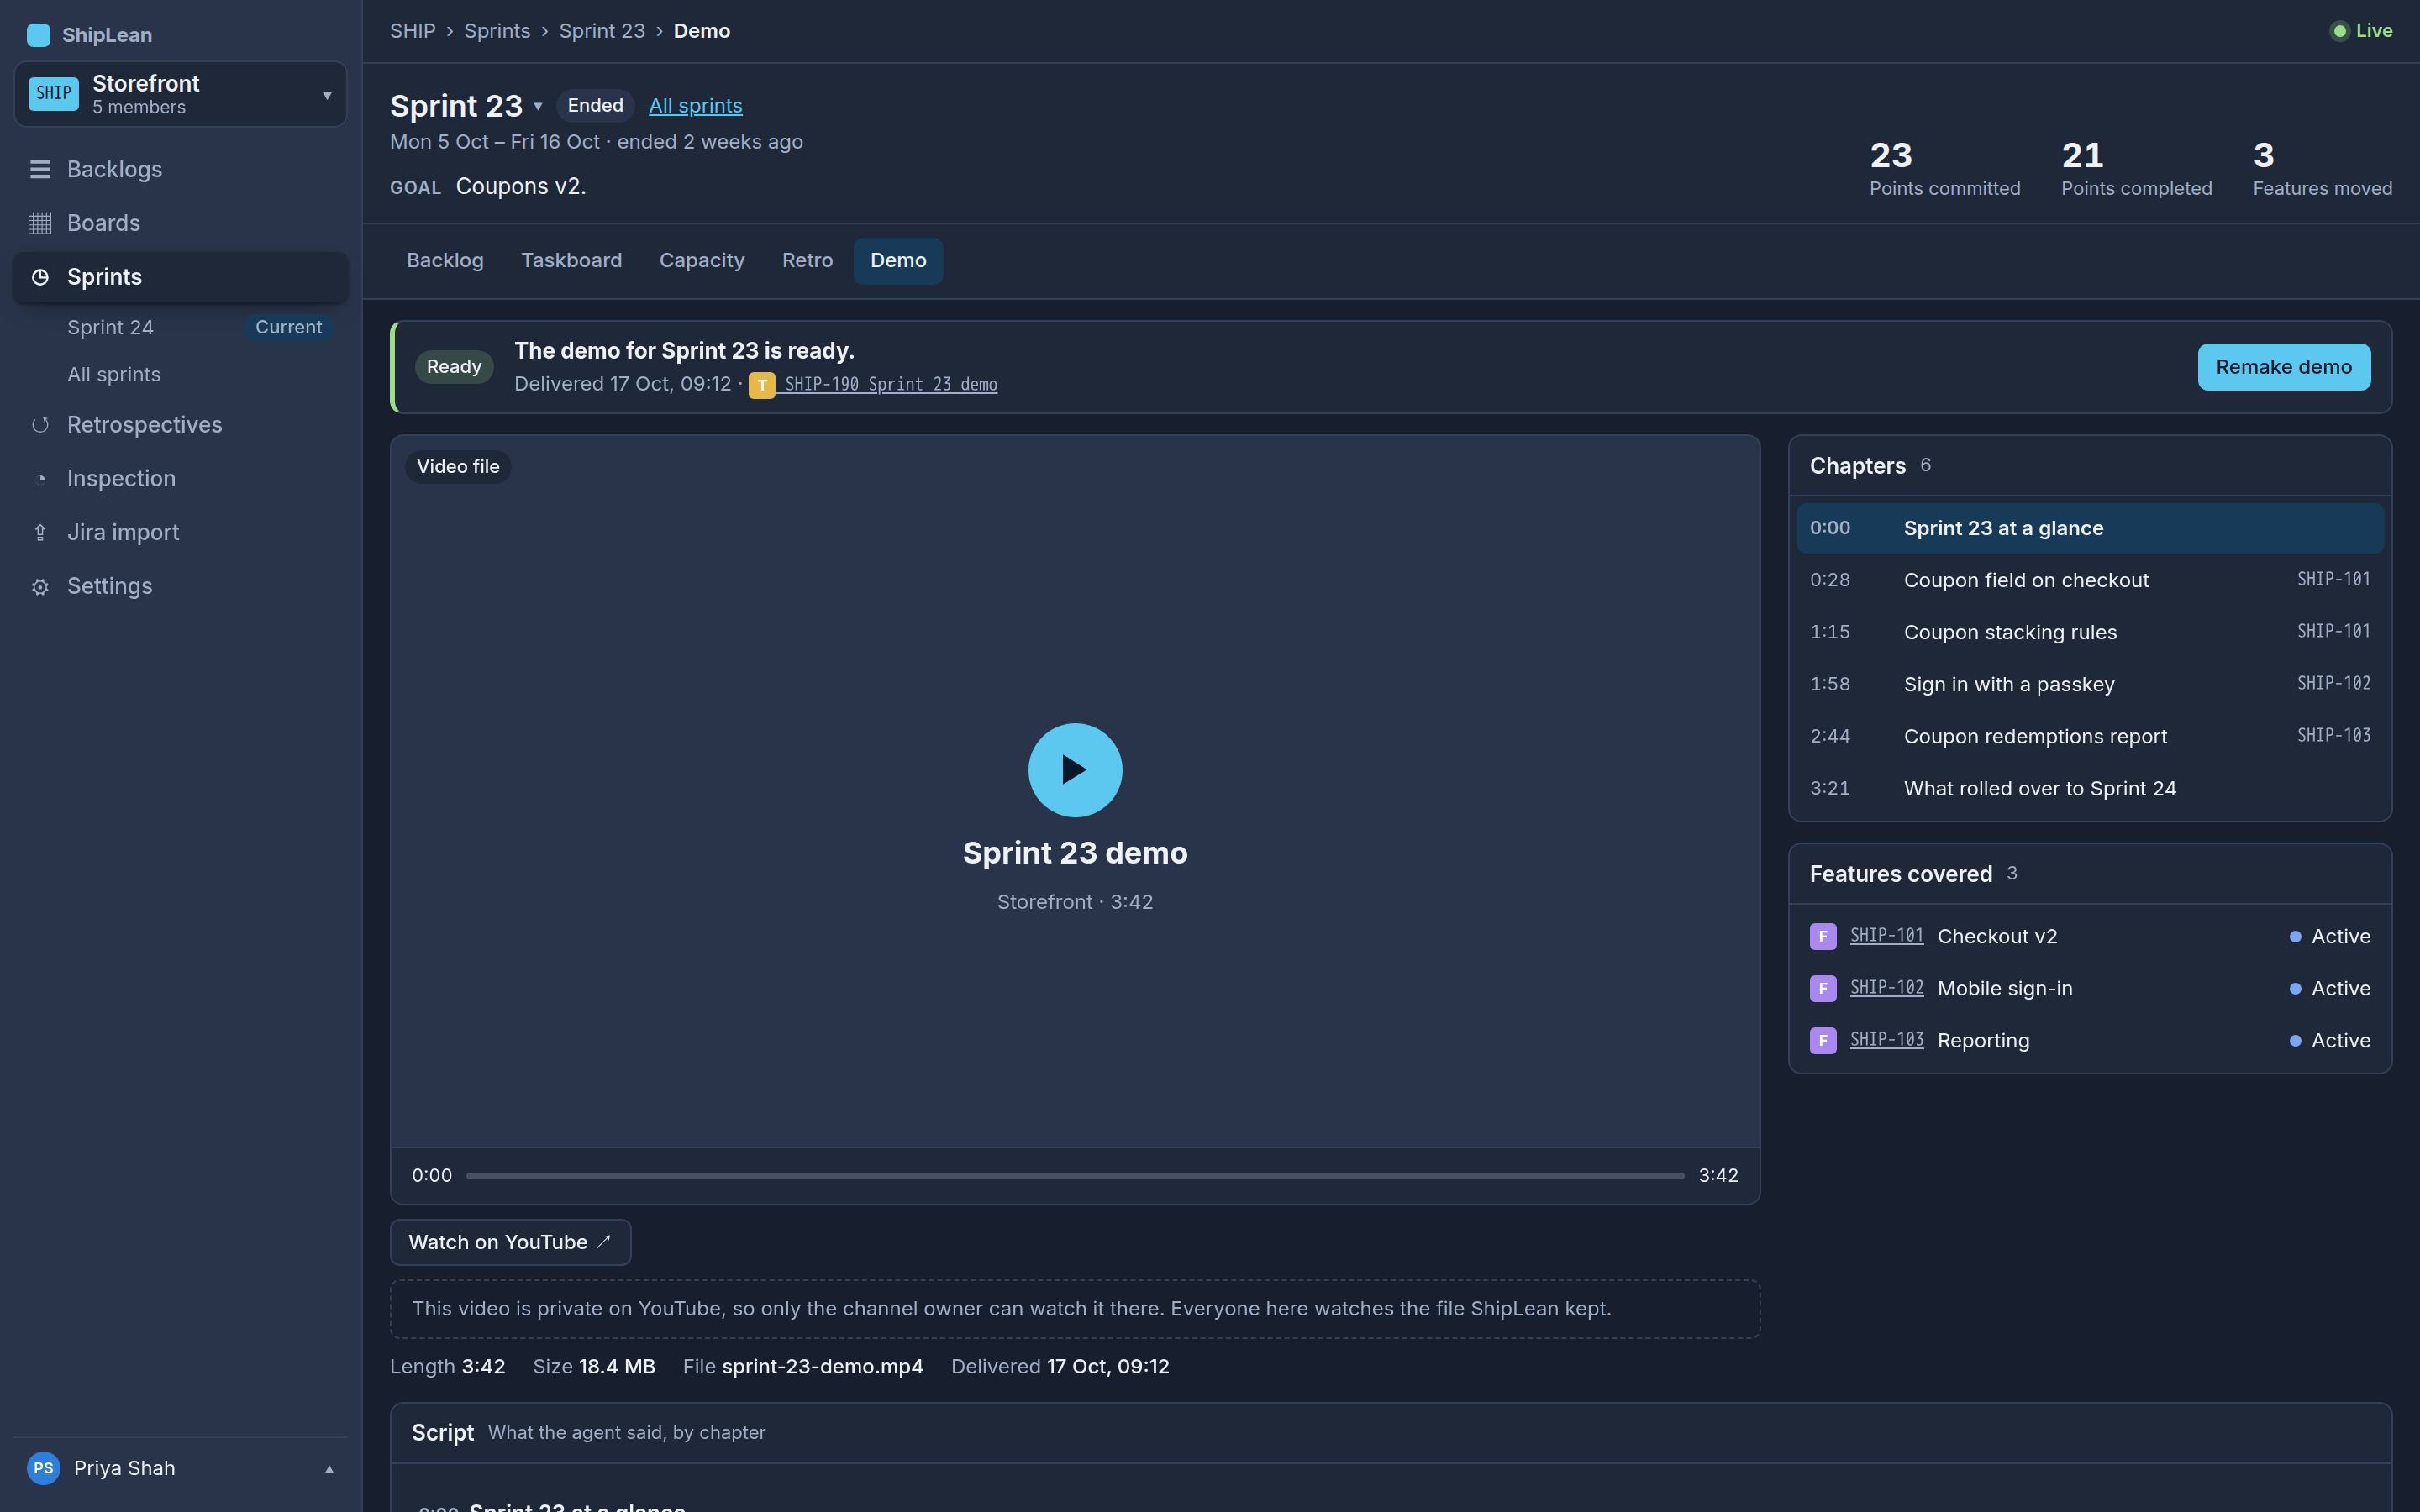 ShipLean
SHIP
Storefront
5 members
Backlogs
Boards
Sprints
Sprint 24 Current
All sprints
Retrospectives
Inspection
Jira import
Settings
PS Priya Shah
SHIP › Sprints › Sprint 23 › Demo
Live
Sprint 23 Ended All sprints
Mon 5 Oct – Fri 16 Oct · ended 2 weeks ago
GOAL Coupons v2.
23
Points committed
21
Points completed
3
Features moved
Backlog Taskboard Capacity Retro Demo
Ready
The demo for Sprint 23 is ready.
Delivered 17 Oct, 09:12 · T SHIP-190 Sprint 23 demo
Remake demo
Video file
Sprint 23 demo
Storefront · 3:42
0:00 3:42
Watch on YouTube ↗
This video is private on YouTube, so only the channel owner can watch it there. Everyone here watches the file ShipLean kept.
Length 3:42 Size 18.4 MB File sprint-23-demo.mp4 Delivered 17 Oct, 09:12
Chapters 6
0:00 Sprint 23 at a glance
0:28 Coupon field on checkout SHIP-101
1:15 Coupon stacking rules SHIP-101
1:58 Sign in with a passkey SHIP-102
2:44 Coupon redemptions report SHIP-103
3:21 What rolled over to Sprint 24
Features covered 3
F SHIP-101 Checkout v2 Active
F SHIP-102 Mobile sign-in Active
F SHIP-103 Reporting Active
Script What the agent said, by chapter
0:00 Sprint 23 at a glance